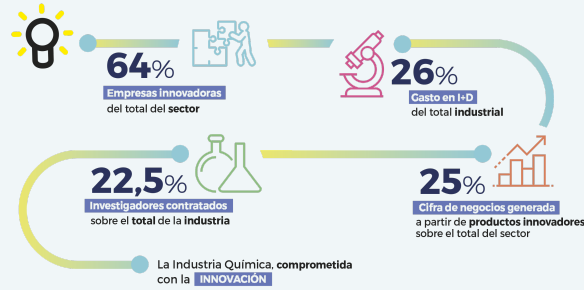 64%
Empresas innovadoras
del total del sector
26%
Gasto en I+D
del total industrial
22,5%
Investigadores contratados
sobre el total de la industria
25%
Cifra de negocios generada
a partir de productos innovadores
sobre el total del sector
La Industria Química, comprometida
con la INNOVACIÓN